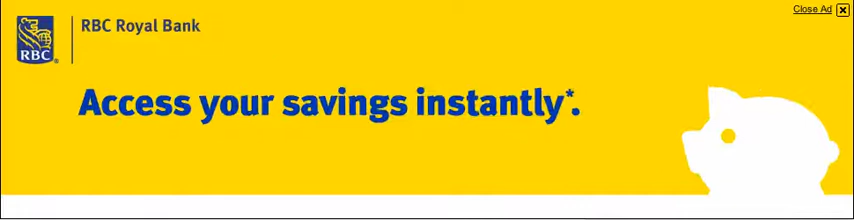 Close Ad
RBC Royal Bank
RBC®
Access your savings instantly*.